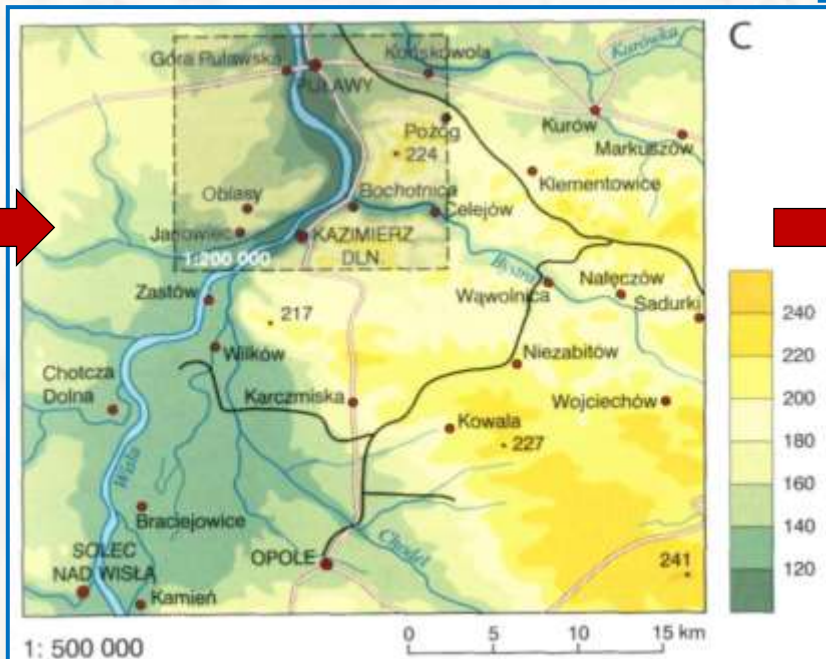 C
Góra Puławska
PUŁAWY
Końskowola
Kurówka
Kurów
Markuszów
Pożóg
224
Klementowice
Oblasy
Bochotnica
Celejów
Janowiec
KAZIMIERZ
DLN.
1:200 000
Bystra
Nałęczów
Wąwolnica
Sadurki
Zastów
217
Wilków
Niezabitów
Chotcza
Dolna
Karczmiska
Wojciechów
Kowala
227
Wisła
Braciejowice
SOLEC
NAD WISŁĄ
OPOLE
Chodel
241
Kamień
240
220
200
180
160
140
120
1: 500 000
0 5 10 15 km